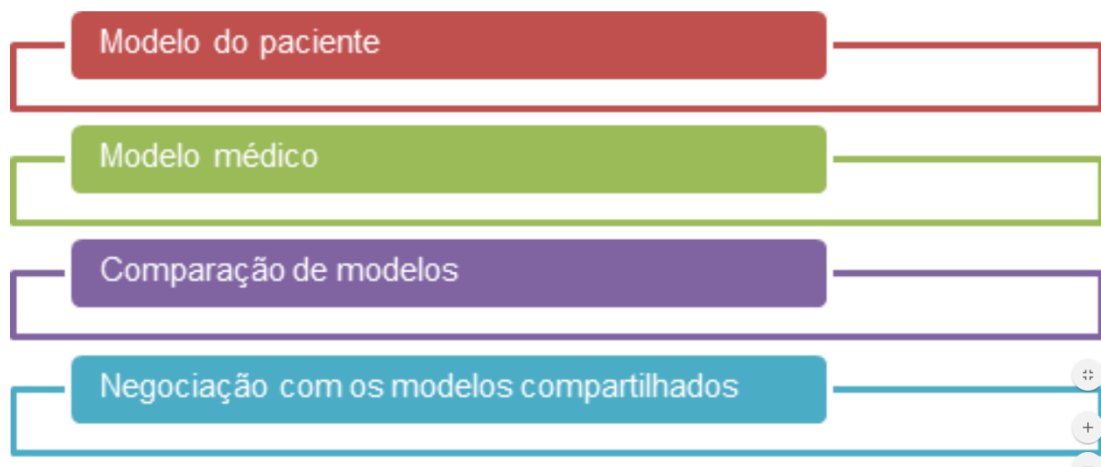 Modelo do paciente
Modelo médico
Comparação de modelos
Negociação com os modelos compartilhados